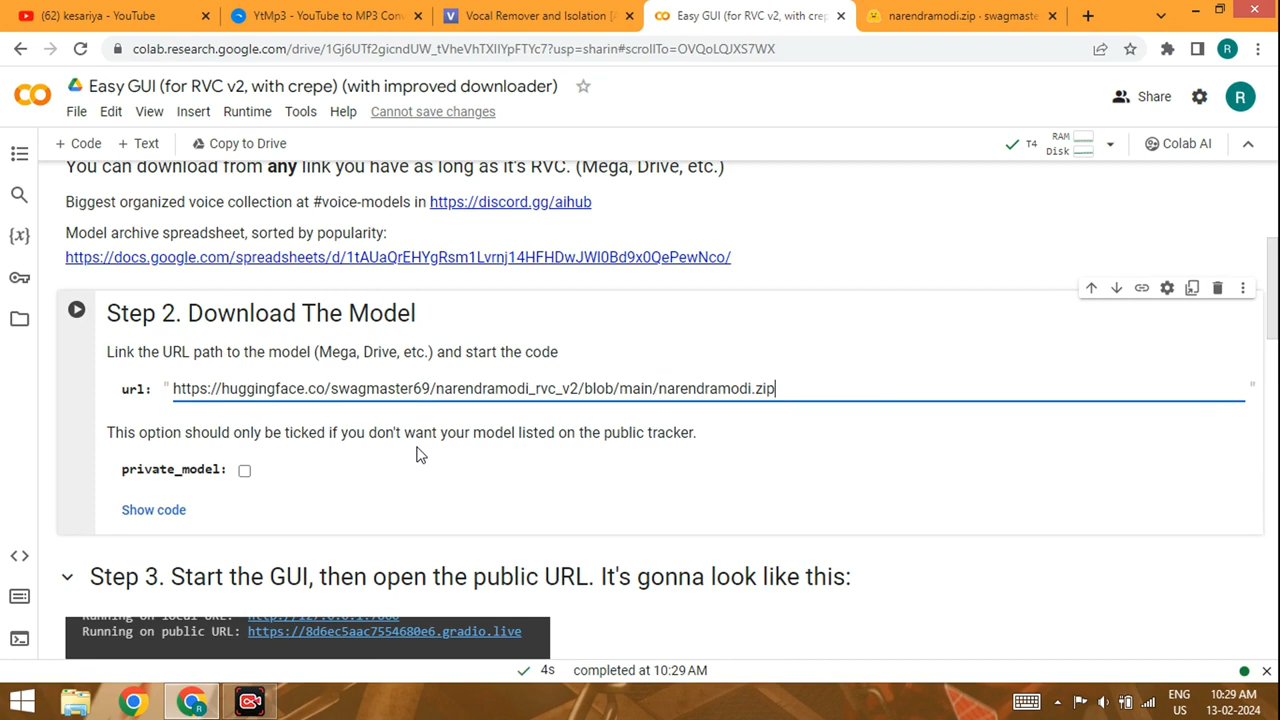 (62) kesariya - YouTube
YtMp3 - YouTube to MP3 Con
Vocal Remover and Isolation [A
Easy GUI (for RVC v2, with crep
narendramodi.zip · swagmaste
colab.research.google.com/drive/1Gj6UTf2gicndUW_tVheVhTXIIYpFTYc7?usp=sharin#scrollTo=OVQoLQJXS7WX
R
Easy GUI (for RVC v2, with crepe) (with improved downloader)
Share
R
File Edit View Insert Runtime Tools Help Cannot save changes
+ Code + Text Copy to Drive
T4 RAM Disk
Colab AI
You can download from any link you have as long as it's RVC. (Mega, Drive, etc.)
Biggest organized voice collection at #voice-models in https://discord.gg/aihub
Model archive spreadsheet, sorted by popularity:
https://docs.google.com/spreadsheets/d/1tAUaQrEHYgRsm1Lvrnj14HFHDwJWl0Bd9x0QePewNco/
Step 2. Download The Model
Link the URL path to the model (Mega, Drive, etc.) and start the code
url: " https://huggingface.co/swagmaster69/narendramodi_rvc_v2/blob/main/narendramodi.zip "
This option should only be ticked if you don't want your model listed on the public tracker.
private_model:
Show code
Step 3. Start the GUI, then open the public URL. It's gonna look like this:
Running on local URL:
Running on public URL: https://8d6ec5aac7554680e6.gradio.live
4s completed at 10:29 AM
ENG 10:29 AM
US 13-02-2024